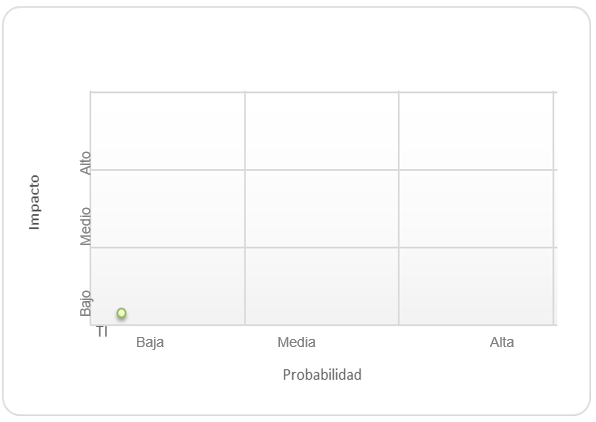 Impacto
Alto
Medio
Bajo
TI
Baja
Media
Alta
Probabilidad